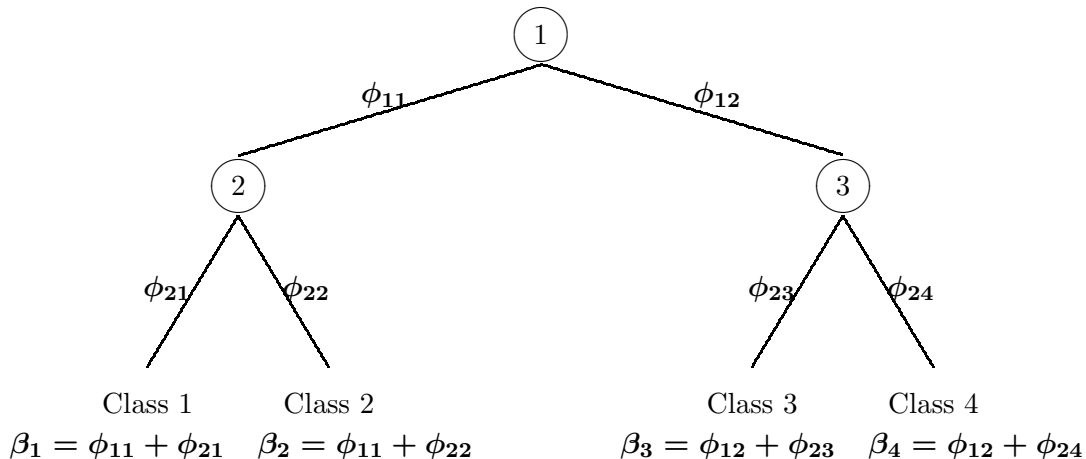 1
ϕ₁₁ ϕ₁₂
2 3
ϕ₂₁ ϕ₂₂ ϕ₂₃ ϕ₂₄
Class 1 Class 2 Class 3 Class 4
β₁ = ϕ₁₁ + ϕ₂₁ β₂ = ϕ₁₁ + ϕ₂₂ β₃ = ϕ₁₂ + ϕ₂₃ β₄ = ϕ₁₂ + ϕ₂₄